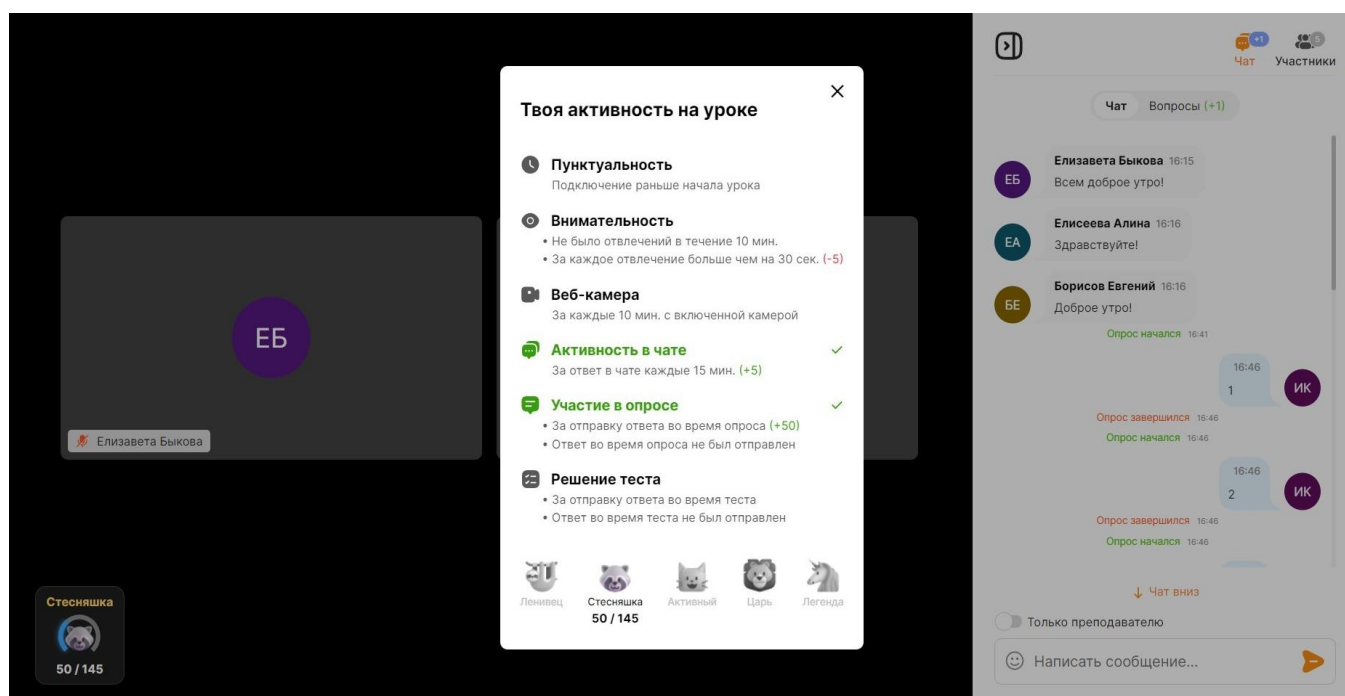 ЕБ
Елизавета Быкова
Стесняшка
50 / 145
Твоя активность на уроке
Пунктуальность
Подключение раньше начала урока
Внимательность
• Не было отвлечений в течение 10 мин.
• За каждое отвлечение больше чем на 30 сек. (-5)
Веб-камера
За каждые 10 мин. с включенной камерой
Активность в чате
За ответ в чате каждые 15 мин. (+5)
Участие в опросе
• За отправку ответа во время опроса (+50)
• Ответ во время опроса не был отправлен
Решение теста
• За отправку ответа во время теста
• Ответ во время теста не был отправлен
Ленивец Стесняшка Активный Царь Легенда
50 / 145
+1 5
Чат Участники
Чат Вопросы (+1)
Елизавета Быкова 16:15
ЕБ Всем доброе утро!
Елисеева Алина 16:16
ЕА Здравствуйте!
Борисов Евгений 16:16
БЕ Доброе утро!
Опрос начался 16:41
16:46
1 ИК
Опрос завершился 16:46
Опрос начался 16:46
16:46
2 ИК
Опрос завершился 16:46
Опрос начался 16:46
Чат вниз
Только преподавателю
Написать сообщение...